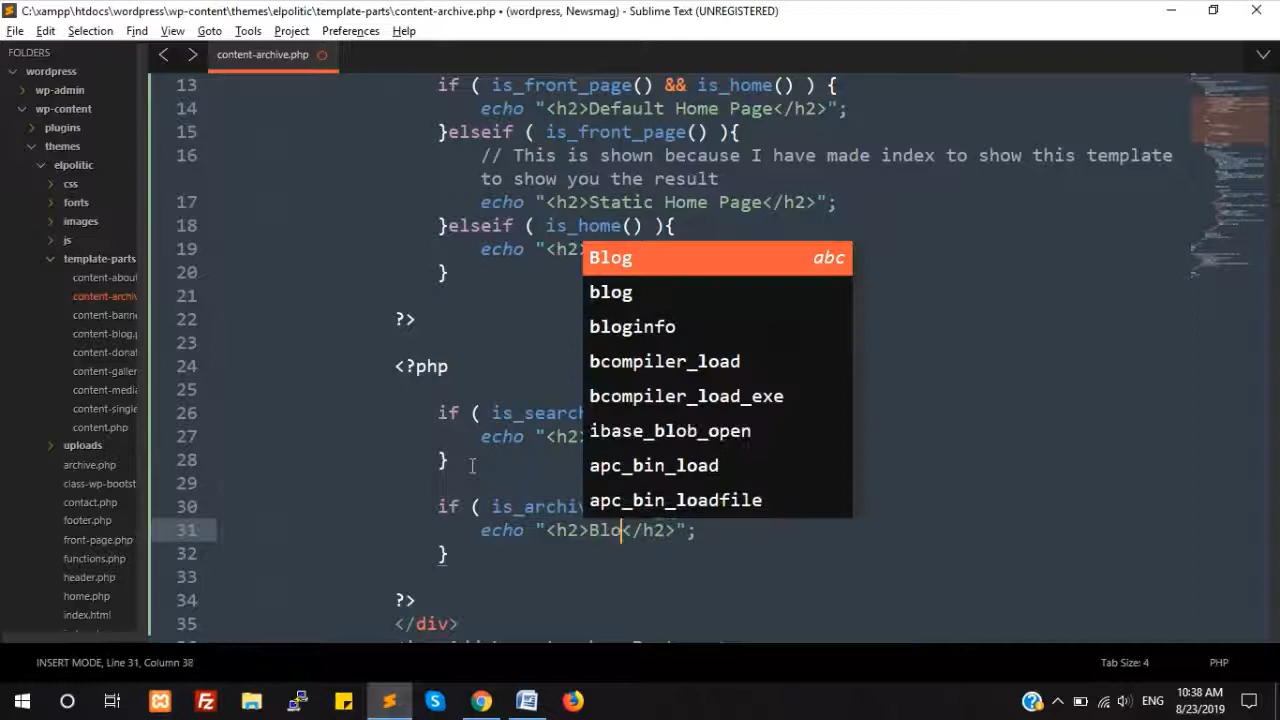 C:\xampp\htdocs\wordpress\wp-content\themes\elpolitic\template-parts\content-archive.php • (wordpress, Newsmag) - Sublime Text (UNREGISTERED)
File Edit Selection Find View Goto Tools Project Preferences Help
FOLDERS
wordpress
wp-admin
wp-content
plugins
themes
elpolitic
css
fonts
images
js
template-parts
content-about
content-archiv
content-banne
content-blog.p
content-donat
content-galler
content-media
content-single
content.php
uploads
archive.php
class-wp-bootst
contact.php
footer.php
front-page.php
functions.php
header.php
home.php
index.html
content-archive.php
13 if ( is_front_page() && is_home() ) {
14 echo "<h2>Default Home Page</h2>";
15 }elseif ( is_front_page() ){
16 // This is shown because I have made index to show this template
to show you the result
17 echo "<h2>Static Home Page</h2>";
18 }elseif ( is_home() ){
19 echo "<h2>
20 }
21
22 ?>
23
24 <?php
25
26 if ( is_search
27 echo "<h2>
28 }
29
30 if ( is_archiv
31 echo "<h2>Blo</h2>";
32 }
33
34 ?>
35 </div>
Blog abc
blog
bloginfo
bcompiler_load
bcompiler_load_exe
ibase_blob_open
apc_bin_load
apc_bin_loadfile
INSERT MODE, Line 31, Column 38
Tab Size: 4
PHP
ENG
10:38 AM
8/23/2019